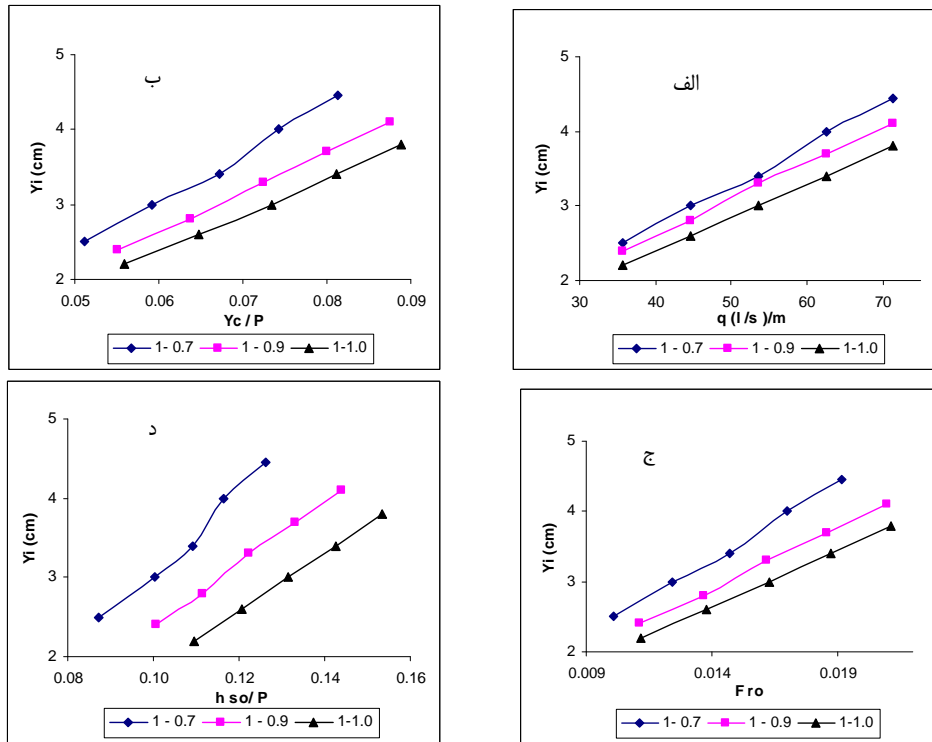 ب
5
4
3
2
Yi (cm)
0.05 0.06 0.07 0.08 0.09
Yc / P
1 - 0.7 1 - 0.9 1-1.0
الف
5
4
3
2
Yi (cm)
30 40 50 60 70
q (l /s )/m
1 - 0.7 1 - 0.9 1-1.0
د
5
4
3
2
Yi (cm)
0.08 0.10 0.12 0.14 0.16
h so/ P
1 - 0.7 1 - 0.9 1-1.0
ج
5
4
3
2
Yi (cm)
0.009 0.014 0.019
F ro
1 - 0.7 1 - 0.9 1-1.0